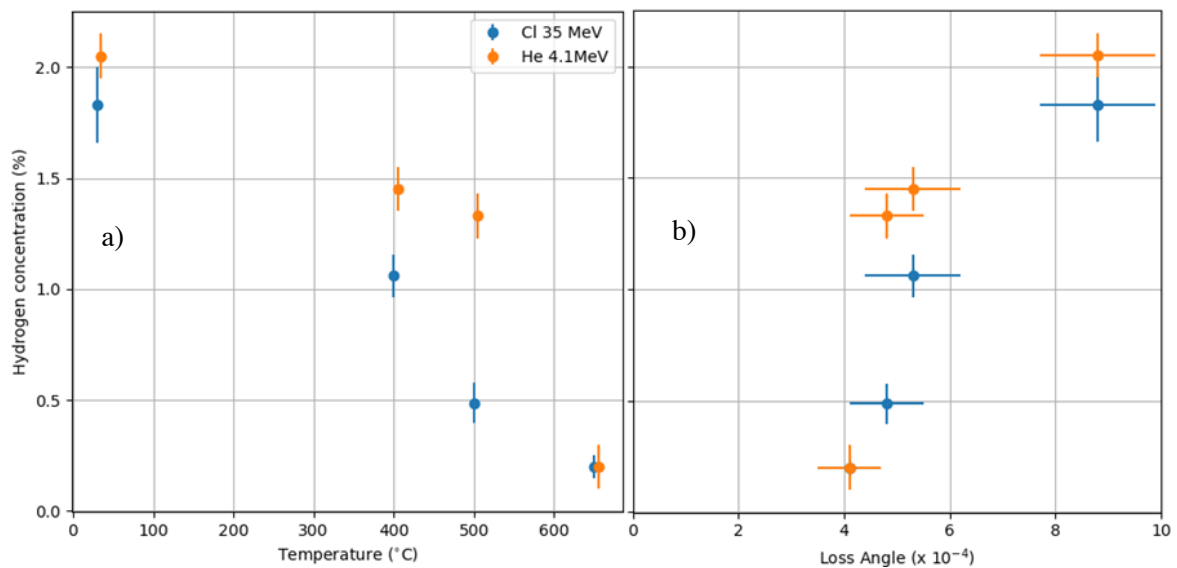 Cl 35 MeV
He 4.1MeV
Hydrogen concentration (%)
2.0
1.5
1.0
0.5
0.0
a)
0 100 200 300 400 500 600
Temperature (°C)
b)
0 2 4 6 8 10
Loss Angle (x 10⁻⁴)